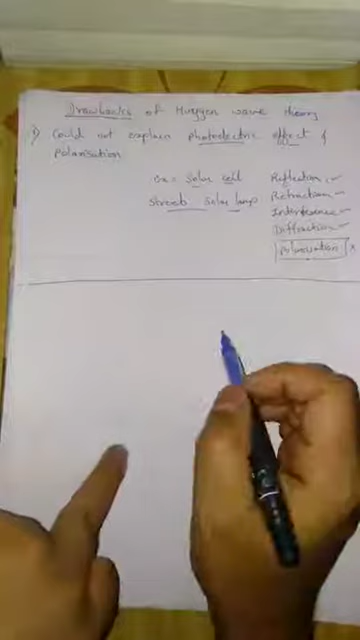 Drawbacks of Huygen wave theory
1) Could not explain photoelectric effect &
Polarisation
ex = Solar cell
Streets Solar lamp
Reflection ✓
Refraction ✓
Interference ✓
Diffraction ✓
Polarisation x